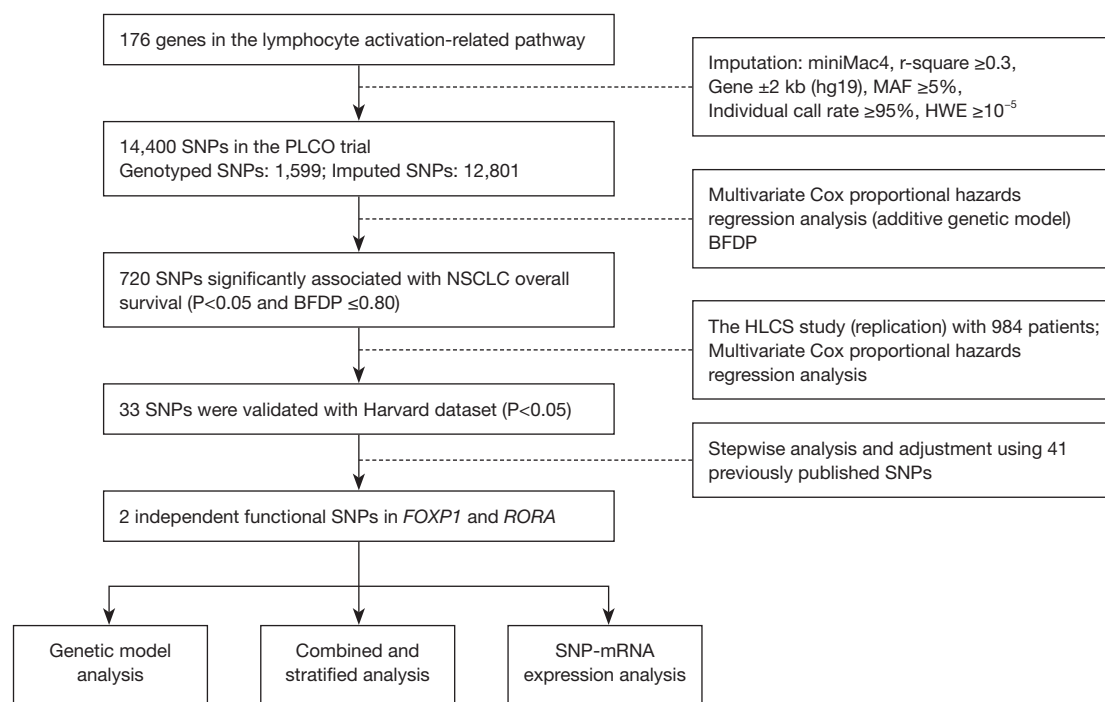 176 genes in the lymphocyte activation-related pathway
Imputation: miniMac4, r-square ≥0.3,
Gene ±2 kb (hg19), MAF ≥5%,
Individual call rate ≥95%, HWE ≥10⁻⁵
14,400 SNPs in the PLCO trial
Genotyped SNPs: 1,599; Imputed SNPs: 12,801
Multivariate Cox proportional hazards
regression analysis (additive genetic model)
BFDP
720 SNPs significantly associated with NSCLC overall
survival (P<0.05 and BFDP ≤0.80)
The HLCS study (replication) with 984 patients;
Multivariate Cox proportional hazards
regression analysis
33 SNPs were validated with Harvard dataset (P<0.05)
Stepwise analysis and adjustment using 41
previously published SNPs
2 independent functional SNPs in FOXP1 and RORA
Genetic model
analysis
Combined and
stratified analysis
SNP-mRNA
expression analysis